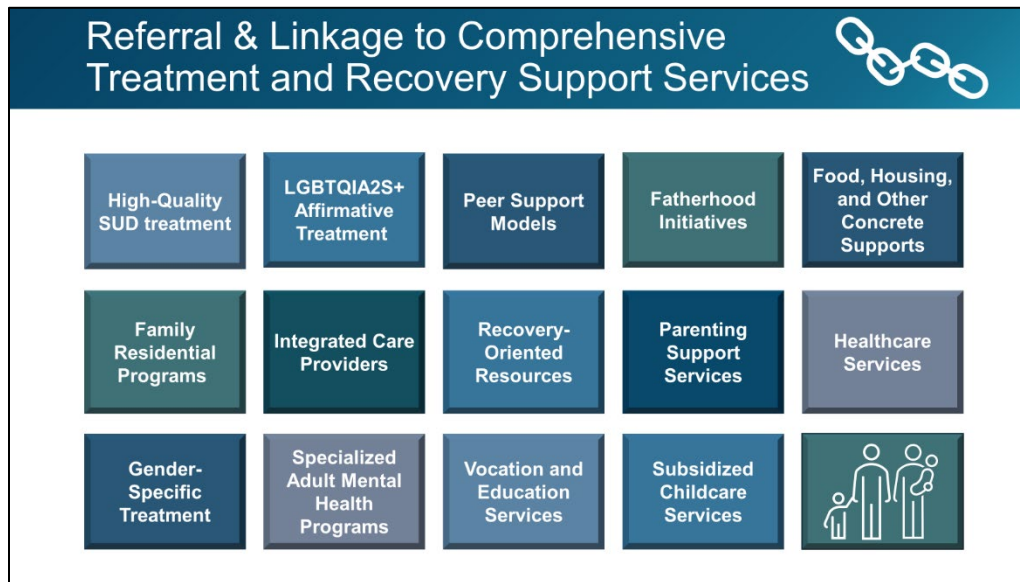 Referral & Linkage to Comprehensive
Treatment and Recovery Support Services
High-Quality
SUD treatment
LGBTQIA2S+
Affirmative
Treatment
Peer Support
Models
Fatherhood
Initiatives
Food, Housing,
and Other
Concrete
Supports
Family
Residential
Programs
Integrated Care
Providers
Recovery-
Oriented
Resources
Parenting
Support
Services
Healthcare
Services
Gender-
Specific
Treatment
Specialized
Adult Mental
Health
Programs
Vocation and
Education
Services
Subsidized
Childcare
Services